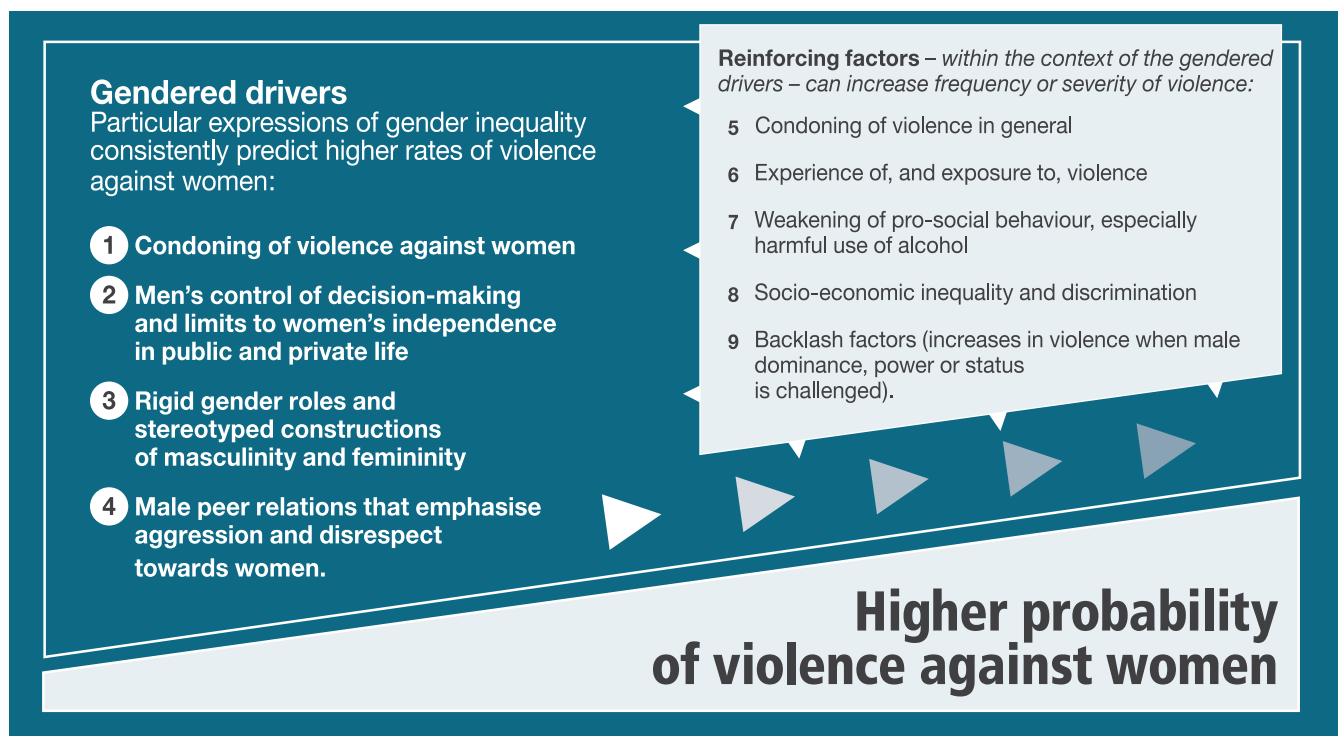 Gendered drivers
Particular expressions of gender inequality
consistently predict higher rates of violence
against women:
1 Condoning of violence against women
2 Men’s control of decision-making
and limits to women’s independence
in public and private life
3 Rigid gender roles and
stereotyped constructions
of masculinity and femininity
4 Male peer relations that emphasise
aggression and disrespect
towards women.
Reinforcing factors – within the context of the gendered
drivers – can increase frequency or severity of violence:
5 Condoning of violence in general
6 Experience of, and exposure to, violence
7 Weakening of pro-social behaviour, especially
harmful use of alcohol
8 Socio-economic inequality and discrimination
9 Backlash factors (increases in violence when male
dominance, power or status
is challenged).
Higher probability
of violence against women